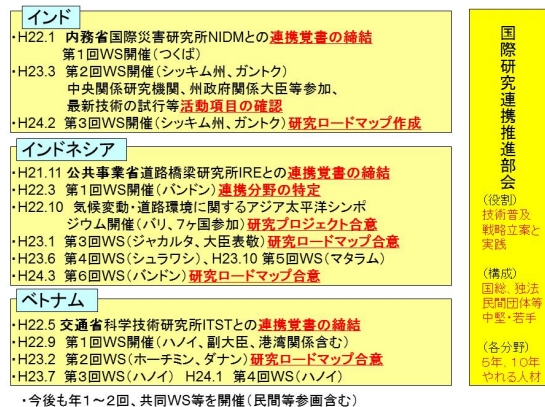 インド
・H22.1 内務省国際災害研究所NIDMとの連携覚書の締結
第1回WS開催(つくば)
・H23.3 第2回WS開催(シッキム州、ガントク)
中央関係研究機関、州政府関係大臣等参加、
最新技術の試行等活動項目の確認
・H24.2 第3回WS開催(シッキム州、ガントク)研究ロードマップ作成
インドネシア
・H21.11 公共事業省道路橋梁研究所IREとの連携覚書の締結
・H22.3 第1回WS開催(バンドン)連携分野の特定
・H22.10 気候変動・道路環境に関するアジア太平洋シンポ
ジウム開催(バリ、7ヶ国参加)研究プロジェクト合意
・H23.1 第3回WS(ジャカルタ、大臣表敬)研究ロードマップ合意
・H23.6 第4回WS(シュラワシ)、H23.10 第5回WS(マタラム)
・H24.3 第6回WS(バンドン)研究ロードマップ合意
ベトナム
・H22.5 交通省科学技術研究所ITSTとの連携覚書の締結
・H22.9 第1回WS開催(ハノイ、副大臣、港湾関係含む)
・H23.2 第2回WS(ホーチミン、ダナン)研究ロードマップ合意
・H23.7 第3回WS(ハノイ) H24.1 第4回WS(ハノイ)
・今後も年1~2回、共同WS等を開催(民間等参画含む)
国際研究連携推進部会
(役割)
技術普及
戦略立案と
実践
(構成)
国総、独法
民間団体等
中堅・若手
(各分野)
5年、10年
やれる人材